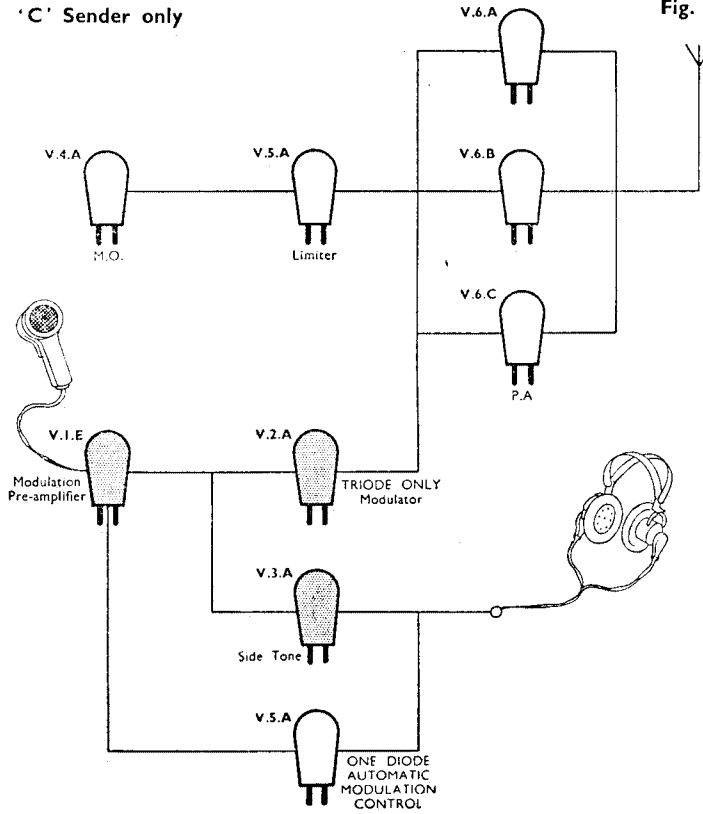 'C' Sender only
Fig.
V.6.A
V.4.A
V.5.A
V.6.B
M.O.
Limiter
V.6.C
P.A
V.1.E
V.2.A
Modulation
Pre-amplifier
TRIODE ONLY
Modulator
V.3.A
Side Tone
V.5.A
ONE DIODE
AUTOMATIC
MODULATION
CONTROL